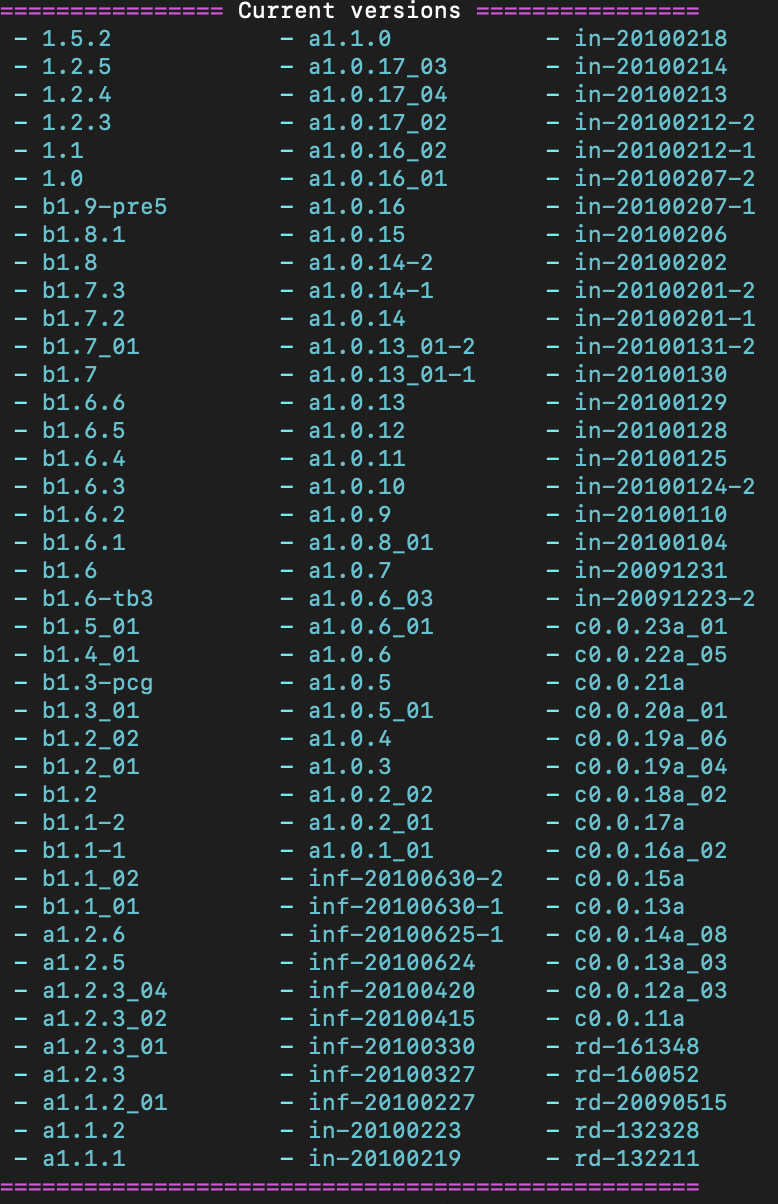 ================ Current versions ================
- 1.5.2 - a1.1.0 - in-20100218
- 1.2.5 - a1.0.17_03 - in-20100214
- 1.2.4 - a1.0.17_04 - in-20100213
- 1.2.3 - a1.0.17_02 - in-20100212-2
- 1.1 - a1.0.16_02 - in-20100212-1
- 1.0 - a1.0.16_01 - in-20100207-2
- b1.9-pre5 - a1.0.16 - in-20100207-1
- b1.8.1 - a1.0.15 - in-20100206
- b1.8 - a1.0.14-2 - in-20100202
- b1.7.3 - a1.0.14-1 - in-20100201-2
- b1.7.2 - a1.0.14 - in-20100201-1
- b1.7_01 - a1.0.13_01-2 - in-20100131-2
- b1.7 - a1.0.13_01-1 - in-20100130
- b1.6.6 - a1.0.13 - in-20100129
- b1.6.5 - a1.0.12 - in-20100128
- b1.6.4 - a1.0.11 - in-20100125
- b1.6.3 - a1.0.10 - in-20100124-2
- b1.6.2 - a1.0.9 - in-20100110
- b1.6.1 - a1.0.8_01 - in-20100104
- b1.6 - a1.0.7 - in-20091231
- b1.6-tb3 - a1.0.6_03 - in-20091223-2
- b1.5_01 - a1.0.6_01 - c0.0.23a_01
- b1.4_01 - a1.0.6 - c0.0.22a_05
- b1.3-pcg - a1.0.5 - c0.0.21a
- b1.3_01 - a1.0.5_01 - c0.0.20a_01
- b1.2_02 - a1.0.4 - c0.0.19a_06
- b1.2_01 - a1.0.3 - c0.0.19a_04
- b1.2 - a1.0.2_02 - c0.0.18a_02
- b1.1-2 - a1.0.2_01 - c0.0.17a
- b1.1-1 - a1.0.1_01 - c0.0.16a_02
- b1.1_02 - inf-20100630-2 - c0.0.15a
- b1.1_01 - inf-20100630-1 - c0.0.13a
- a1.2.6 - inf-20100625-1 - c0.0.14a_08
- a1.2.5 - inf-20100624 - c0.0.13a_03
- a1.2.3_04 - inf-20100420 - c0.0.12a_03
- a1.2.3_02 - inf-20100415 - c0.0.11a
- a1.2.3_01 - inf-20100330 - rd-161348
- a1.2.3 - inf-20100327 - rd-160052
- a1.1.2_01 - inf-20100227 - rd-20090515
- a1.1.2 - in-20100223 - rd-132328
- a1.1.1 - in-20100219 - rd-132211
==================================================